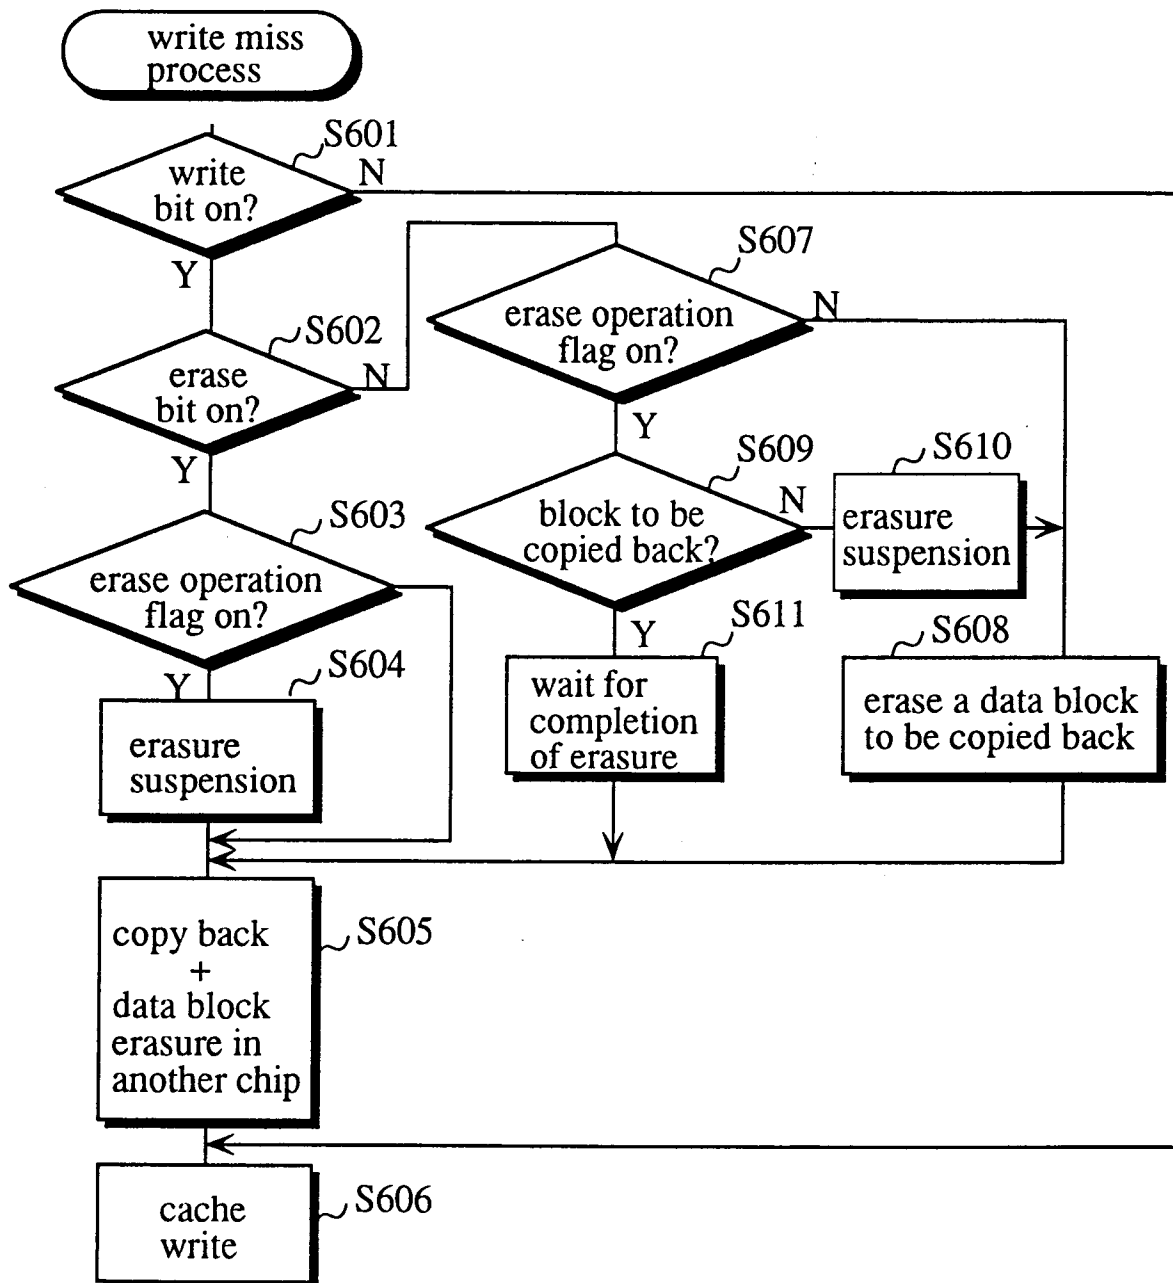 write miss
process
S601
write
bit on?
N
Y
S602
erase
bit on?
N
Y
S603
erase operation
flag on?
Y
S604
erasure
suspension
S607
erase operation
flag on?
N
Y
S609
block to be
copied back?
N
Y
S610
erasure
suspension
S611
wait for
completion
of erasure
S608
erase a data block
to be copied back
S605
copy back
+
data block
erasure in
another chip
S606
cache
write